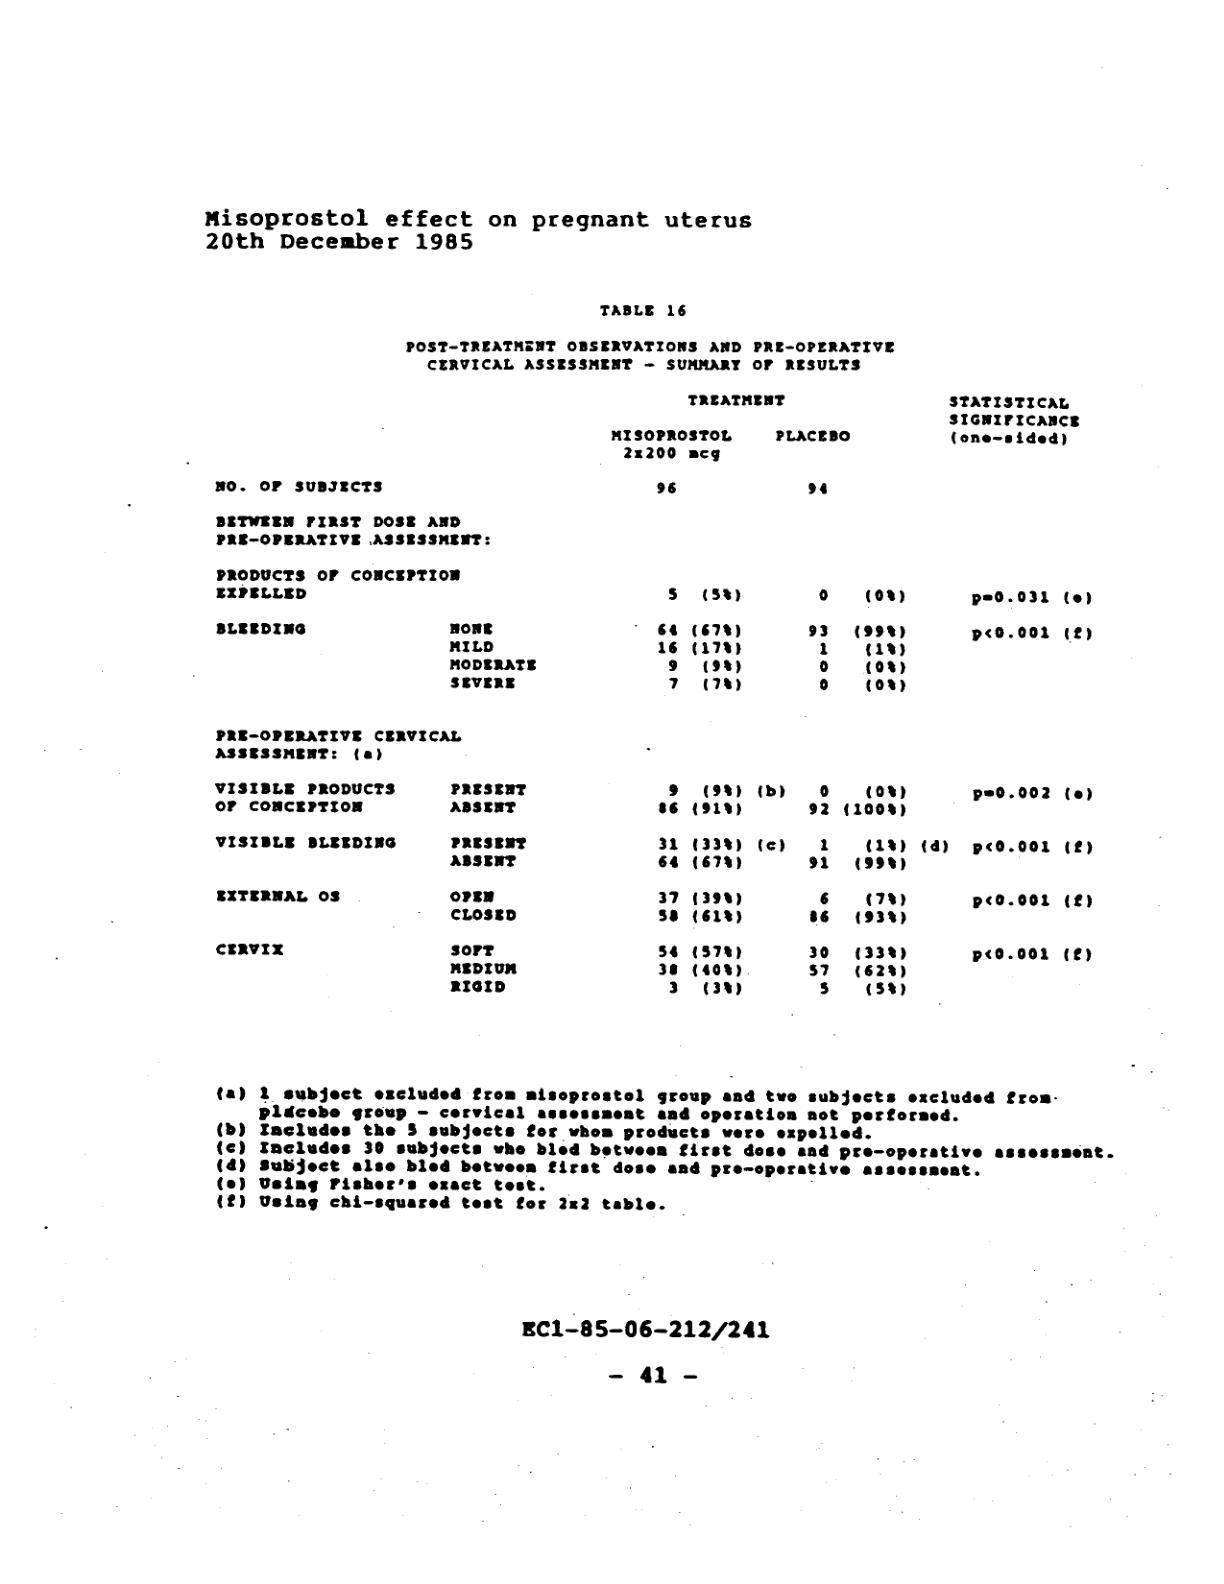 Misoprostol effect on pregnant uterus
20th December 1985
TABLE 16
POST-TREATMENT OBSERVATIONS AND PRE-OPERATIVE
CERVICAL ASSESSMENT - SUMMARY OF RESULTS
TREATMENT STATISTICAL
SIGNIFICANCE
MISOPROSTOL PLACEBO (one-sided)
2x200 mcg
NO. OF SUBJECTS 96 94
BETWEEN FIRST DOSE AND
PRE-OPERATIVE ASSESSMENT:
PRODUCTS OF CONCEPTION
EXPELLED 5 (5%) 0 (0%) p=0.031 (e)
BLEEDING NONE 64 (67%) 93 (99%) p<0.001 (f)
MILD 16 (17%) 1 (1%)
MODERATE 9 (9%) 0 (0%)
SEVERE 7 (7%) 0 (0%)
PRE-OPERATIVE CERVICAL
ASSESSMENT: (a)
VISIBLE PRODUCTS PRESENT 9 (9%) (b) 0 (0%) p=0.002 (e)
OF CONCEPTION ABSENT 86 (91%) 92 (100%)
VISIBLE BLEEDING PRESENT 31 (33%) (c) 1 (1%) (d) p<0.001 (f)
ABSENT 64 (67%) 91 (99%)
EXTERNAL OS OPEN 37 (39%) 6 (7%) p<0.001 (f)
CLOSED 58 (61%) 86 (93%)
CERVIX SOFT 54 (57%) 30 (33%) p<0.001 (f)
MEDIUM 38 (40%) 57 (62%)
RIGID 3 (3%) 5 (5%)
(a) 1 subject excluded from misoprostol group and two subjects excluded from
placebo group - cervical assessment and operation not performed.
(b) Includes the 5 subjects for whom products were expelled.
(c) Includes 30 subjects who bled between first dose and pre-operative assessment.
(d) Subject also bled between first dose and pre-operative assessment.
(e) Using Fisher's exact test.
(f) Using chi-squared test for 2x2 table.
EC1-85-06-212/241
- 41 -